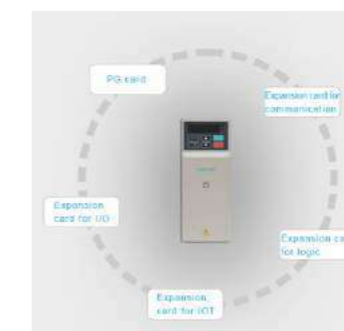 PG card
Expansion card for
communication
Expansion
card for I/O
Expansion
for logic
Expansion
card for IOT